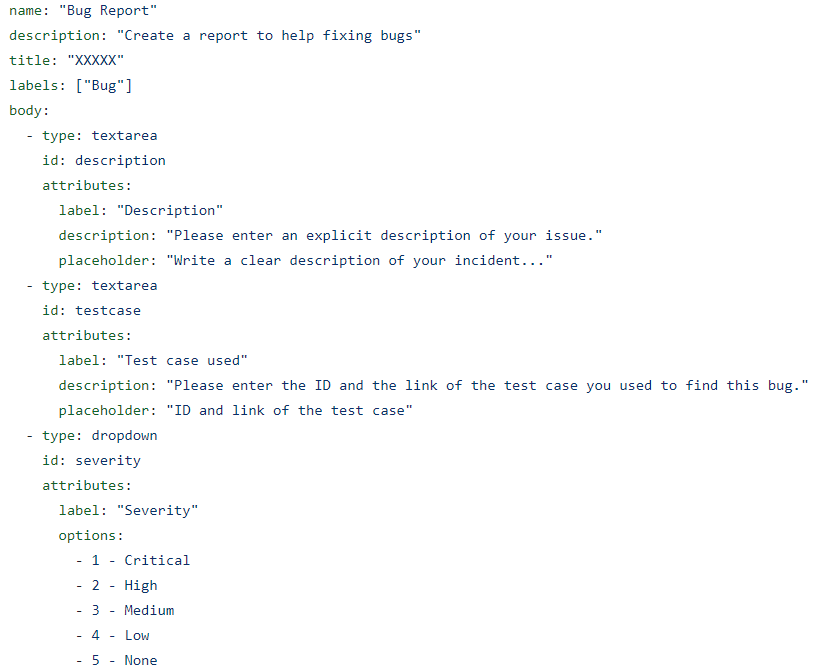 name: "Bug Report"
description: "Create a report to help fixing bugs"
title: "XXXXX"
labels: ["Bug"]
body:
  - type: textarea
    id: description
    attributes:
      label: "Description"
      description: "Please enter an explicit description of your issue."
      placeholder: "Write a clear description of your incident..."
  - type: textarea
    id: testcase
    attributes:
      label: "Test case used"
      description: "Please enter the ID and the link of the test case you used to find this bug."
      placeholder: "ID and link of the test case"
  - type: dropdown
    id: severity
    attributes:
      label: "Severity"
      options:
        - 1 - Critical
        - 2 - High
        - 3 - Medium
        - 4 - Low
        - 5 - None